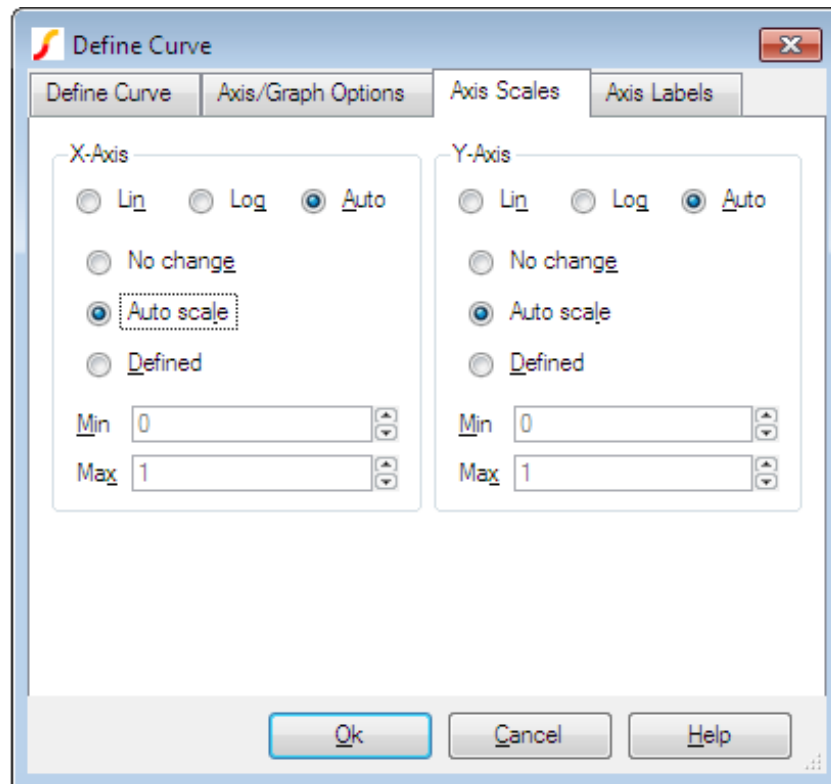 Define Curve
Define Curve Axis/Graph Options Axis Scales Axis Labels
X-Axis
Lin Log Auto
No change
Auto scale
Defined
Min 0
Max 1
Y-Axis
Lin Log Auto
No change
Auto scale
Defined
Min 0
Max 1
Ok Cancel Help